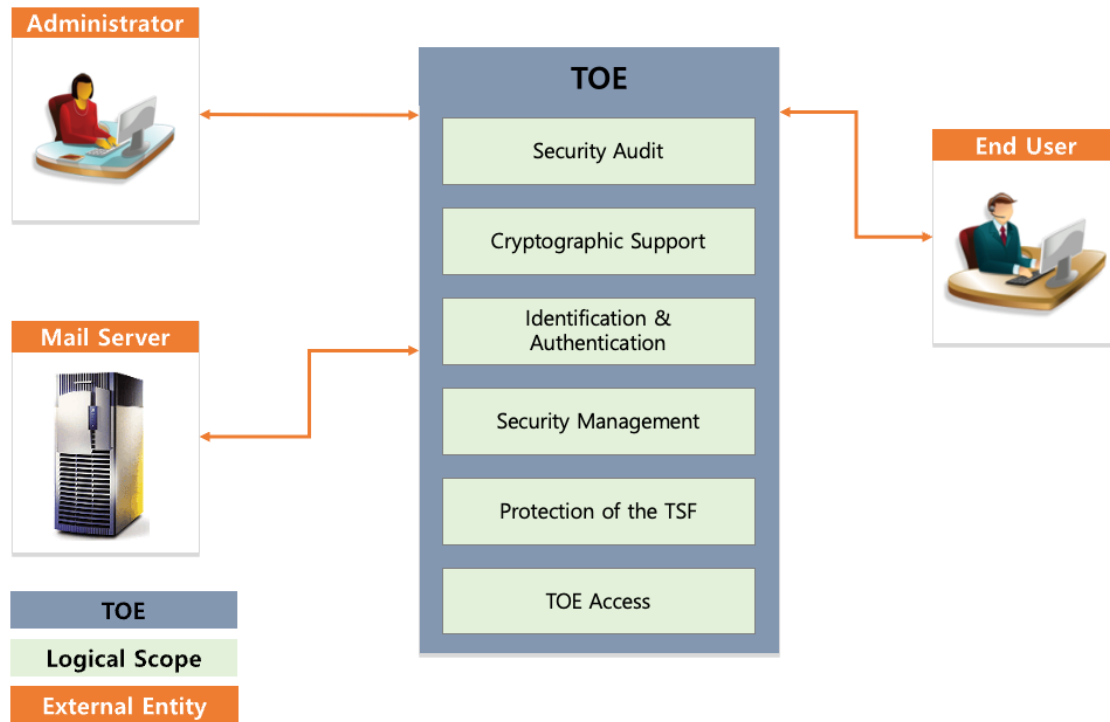 Administrator
TOE
Security Audit
End User
Cryptographic Support
Mail Server
Identification &
Authentication
Security Management
Protection of the TSF
TOE Access
TOE
Logical Scope
External Entity